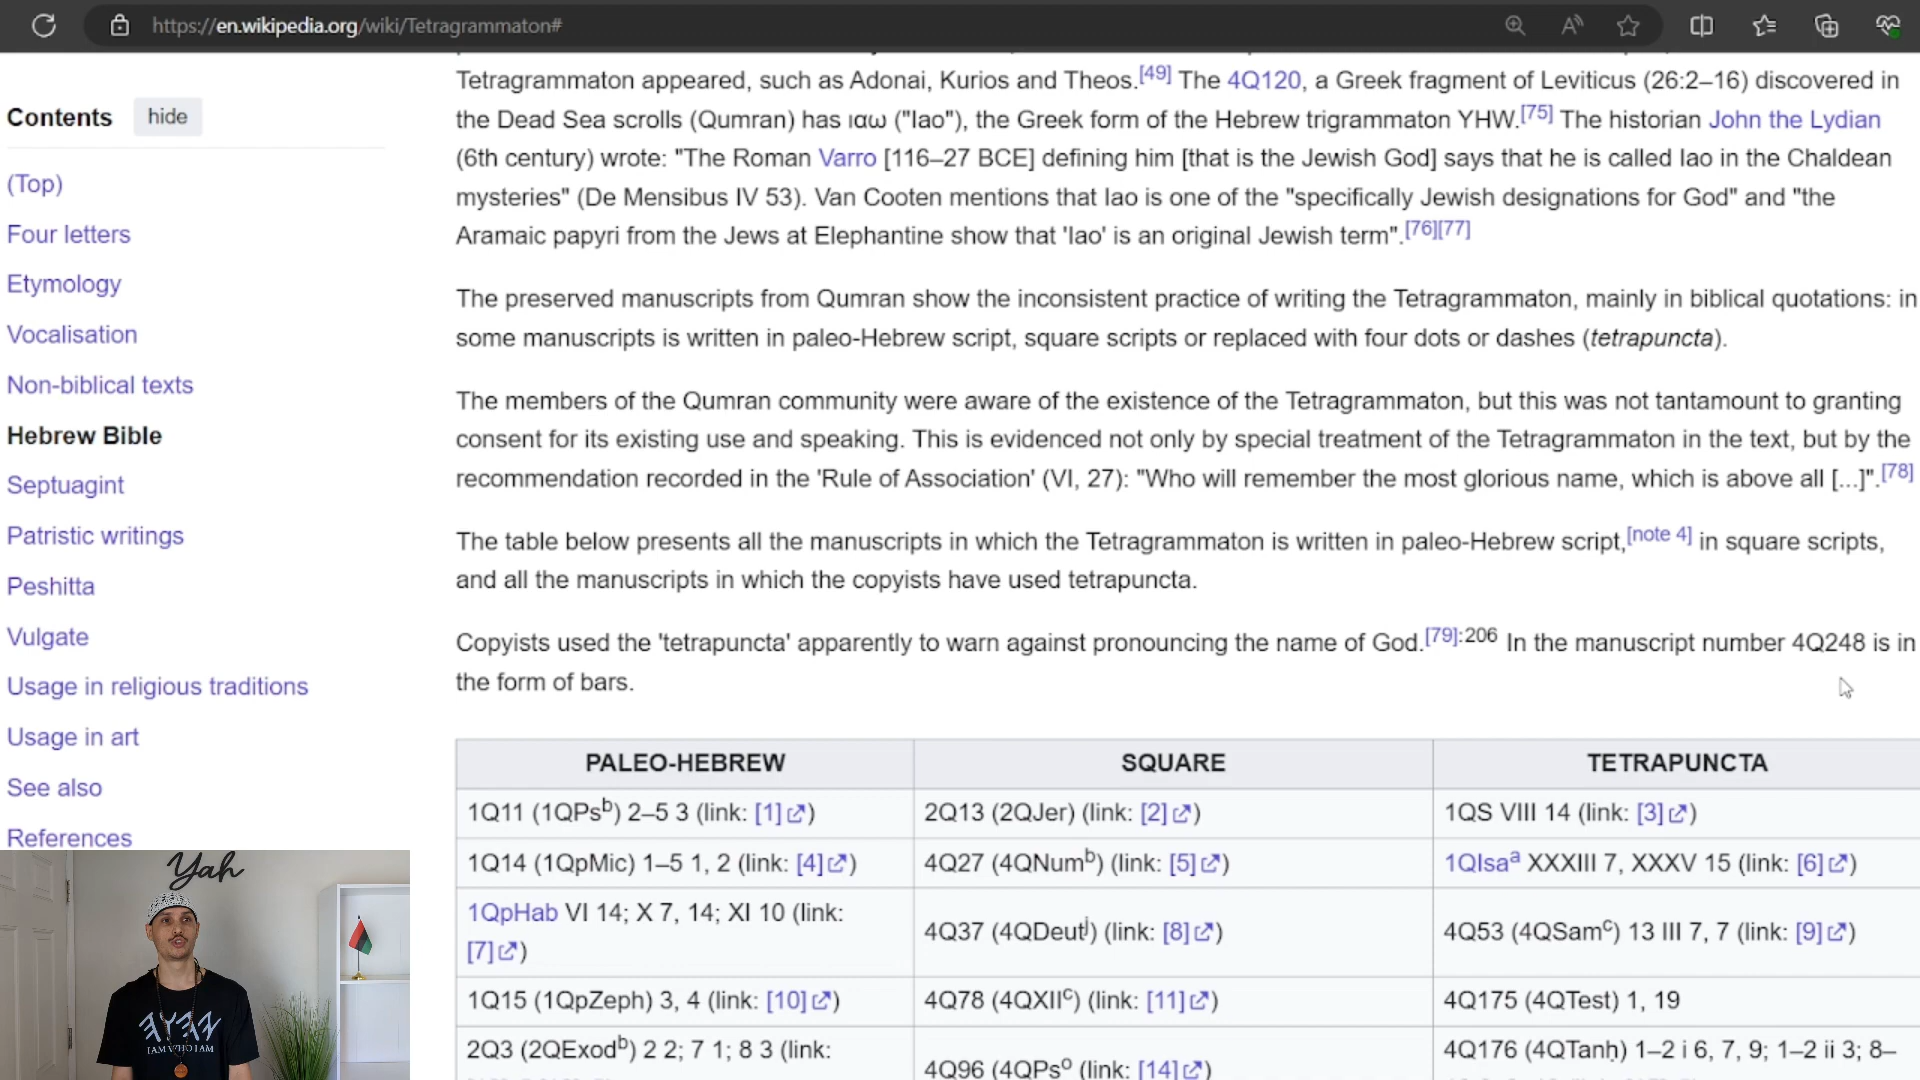 https://en.wikipedia.org/wiki/Tetragrammaton#
Contents hide
(Top)
Four letters
Etymology
Vocalisation
Non-biblical texts
Hebrew Bible
Septuagint
Patristic writings
Peshitta
Vulgate
Usage in religious traditions
Usage in art
See also
References
Tetragrammaton appeared, such as Adonai, Kurios and Theos.[49] The 4Q120, a Greek fragment of Leviticus (26:2–16) discovered in
the Dead Sea scrolls (Qumran) has ιαω ("Iao"), the Greek form of the Hebrew trigrammaton YHW.[75] The historian John the Lydian
(6th century) wrote: "The Roman Varro [116–27 BCE] defining him [that is the Jewish God] says that he is called Iao in the Chaldean
mysteries" (De Mensibus IV 53). Van Cooten mentions that Iao is one of the "specifically Jewish designations for God" and "the
Aramaic papyri from the Jews at Elephantine show that 'Iao' is an original Jewish term".[76][77]
The preserved manuscripts from Qumran show the inconsistent practice of writing the Tetragrammaton, mainly in biblical quotations: in
some manuscripts is written in paleo-Hebrew script, square scripts or replaced with four dots or dashes (tetrapuncta).
The members of the Qumran community were aware of the existence of the Tetragrammaton, but this was not tantamount to granting
consent for its existing use and speaking. This is evidenced not only by special treatment of the Tetragrammaton in the text, but by the
recommendation recorded in the 'Rule of Association' (VI, 27): "Who will remember the most glorious name, which is above all [...]".[78]
The table below presents all the manuscripts in which the Tetragrammaton is written in paleo-Hebrew script,[note 4] in square scripts,
and all the manuscripts in which the copyists have used tetrapuncta.
Copyists used the 'tetrapuncta' apparently to warn against pronouncing the name of God.[79]:206 In the manuscript number 4Q248 is in
the form of bars.
PALEO-HEBREW SQUARE TETRAPUNCTA
1Q11 (1QPsb) 2–5 3 (link: [1]) 2Q13 (2QJer) (link: [2]) 1QS VIII 14 (link: [3])
1Q14 (1QpMic) 1–5 1, 2 (link: [4]) 4Q27 (4QNumb) (link: [5]) 1QIsaa XXXIII 7, XXXV 15 (link: [6])
1QpHab VI 14; X 7, 14; XI 10 (link:
[7]) 4Q37 (4QDeutj) (link: [8]) 4Q53 (4QSamc) 13 III 7, 7 (link: [9])
1Q15 (1QpZeph) 3, 4 (link: [10]) 4Q78 (4QXIIc) (link: [11]) 4Q175 (4QTest) 1, 19
2Q3 (2QExodb) 2 2; 7 1; 8 3 (link: 4Q96 (4QPso (link: [14]) 4Q176 (4QTanḥ) 1–2 i 6, 7, 9; 1–2 ii 3; 8–
Yah
𐤉𐤄𐤅𐤄
I AM WHO I AM